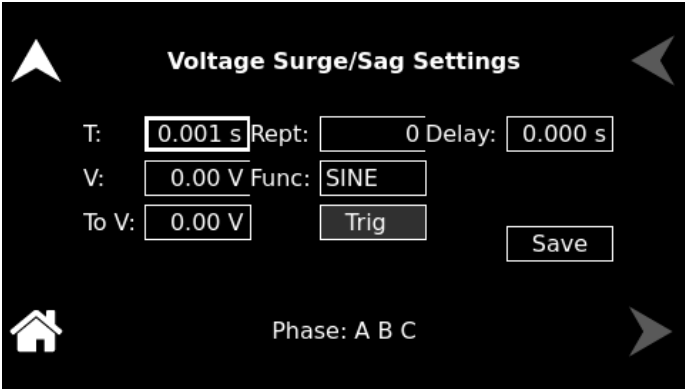 Voltage Surge/Sag Settings
T: 0.001 s Rept: 0 Delay: 0.000 s
V: 0.00 V Func: SINE
To V: 0.00 V Trig
Save
Phase: A B C